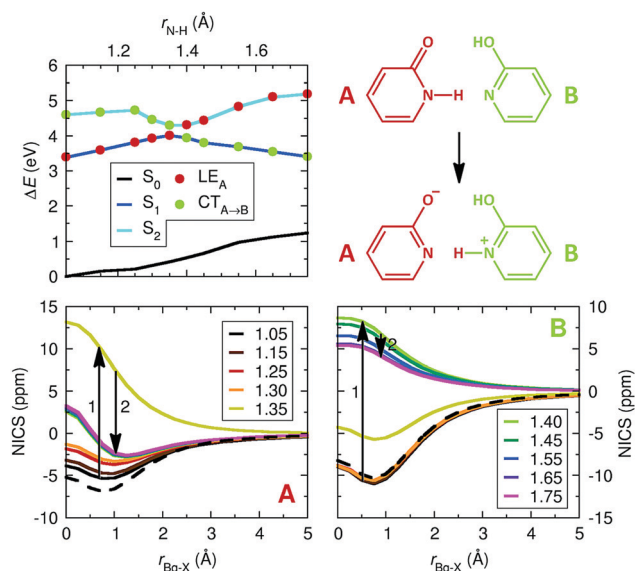 r_N-H (Å)
1.2 1.4 1.6
6
5
4
3
2
1
0
ΔE (eV)
S_0
S_1
S_2
LE_A
CT_A→B
O
A
N
H
HO
N
B
O⁻
A
N
HO
H
N
+
B
15
10
5
0
-5
-10
NICS (ppm)
1.05
1.15
1.25
1.30
1.35
1
2
A
0 1 2 3 4 5
r_Bq-X (Å)
B
10
5
0
-5
-10
-15
NICS (ppm)
1.40
1.45
1.55
1.65
1.75
1
2
0 1 2 3 4 5
r_Bq-X (Å)